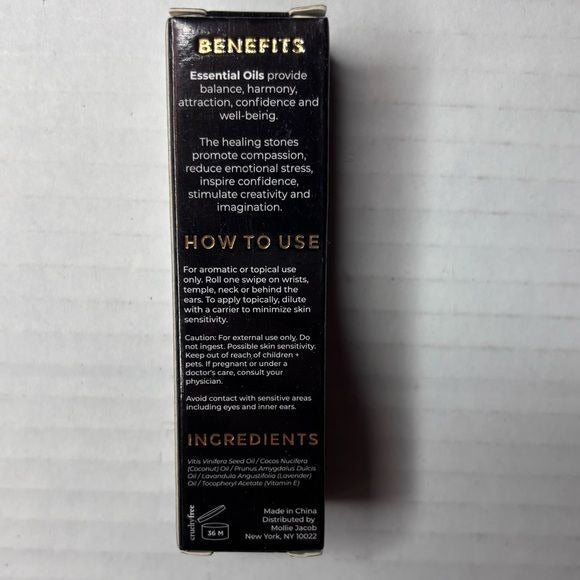 BENEFITS
Essential Oils provide
balance, harmony,
attraction, confidence and
well-being.
The healing stones
promote compassion,
reduce emotional stress,
inspire confidence,
stimulate creativity and
imagination.
HOW TO USE
For aromatic or topical use
only. Roll one swipe on wrists,
temple, neck or behind the
ears. To apply topically, dilute
with a carrier to minimize skin
sensitivity.
Caution: For external use only. Do
not ingest. Possible skin sensitivity.
Keep out of reach of children +
pets. If pregnant or under a
doctor's care, consult your
physician.
Avoid contact with sensitive areas
including eyes and inner ears.
INGREDIENTS
Vitis Vinifera Seed Oil / Cocos Nucifera
(Coconut) Oil / Prunus Amygdalus Dulcis
Oil / Lavandula Angustifolia (Lavender)
Oil / Tocopheryl Acetate (Vitamin E)
crueltyfree
36 M
Made in China
Distributed by
Mollie Jacob
New York, NY 10022